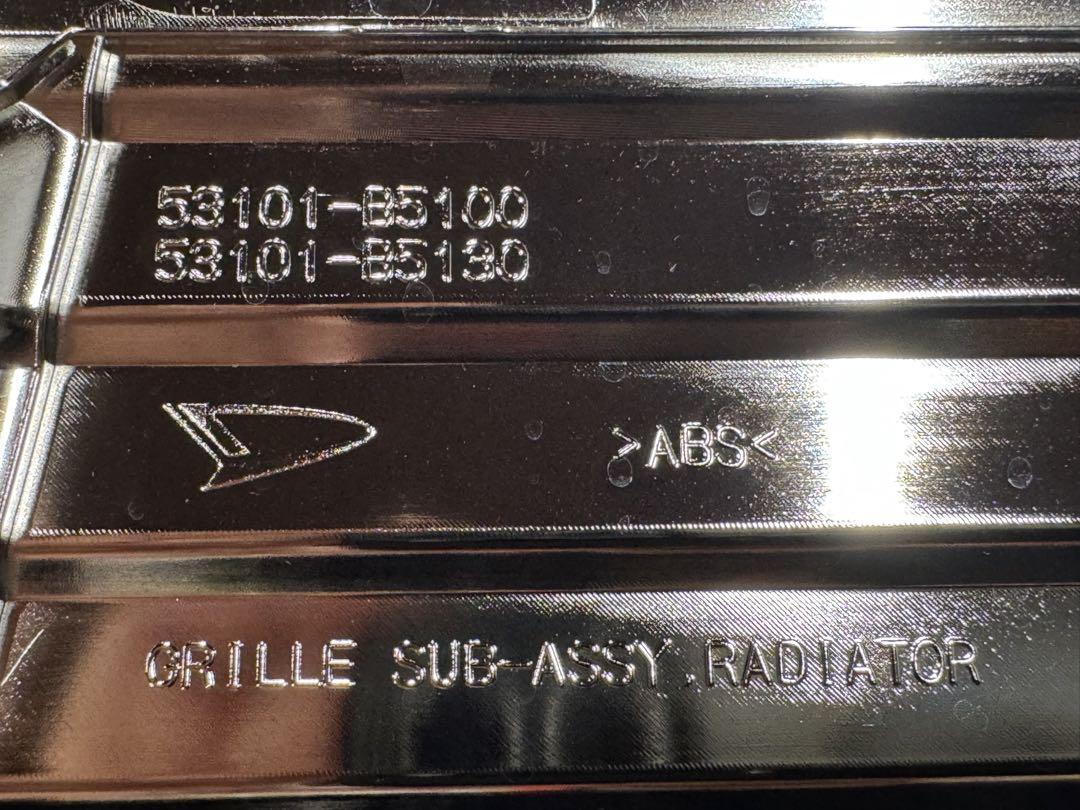 53101-B5100
53101-B5130
>ABS<
GRILLE SUB-ASSY,RADIATOR